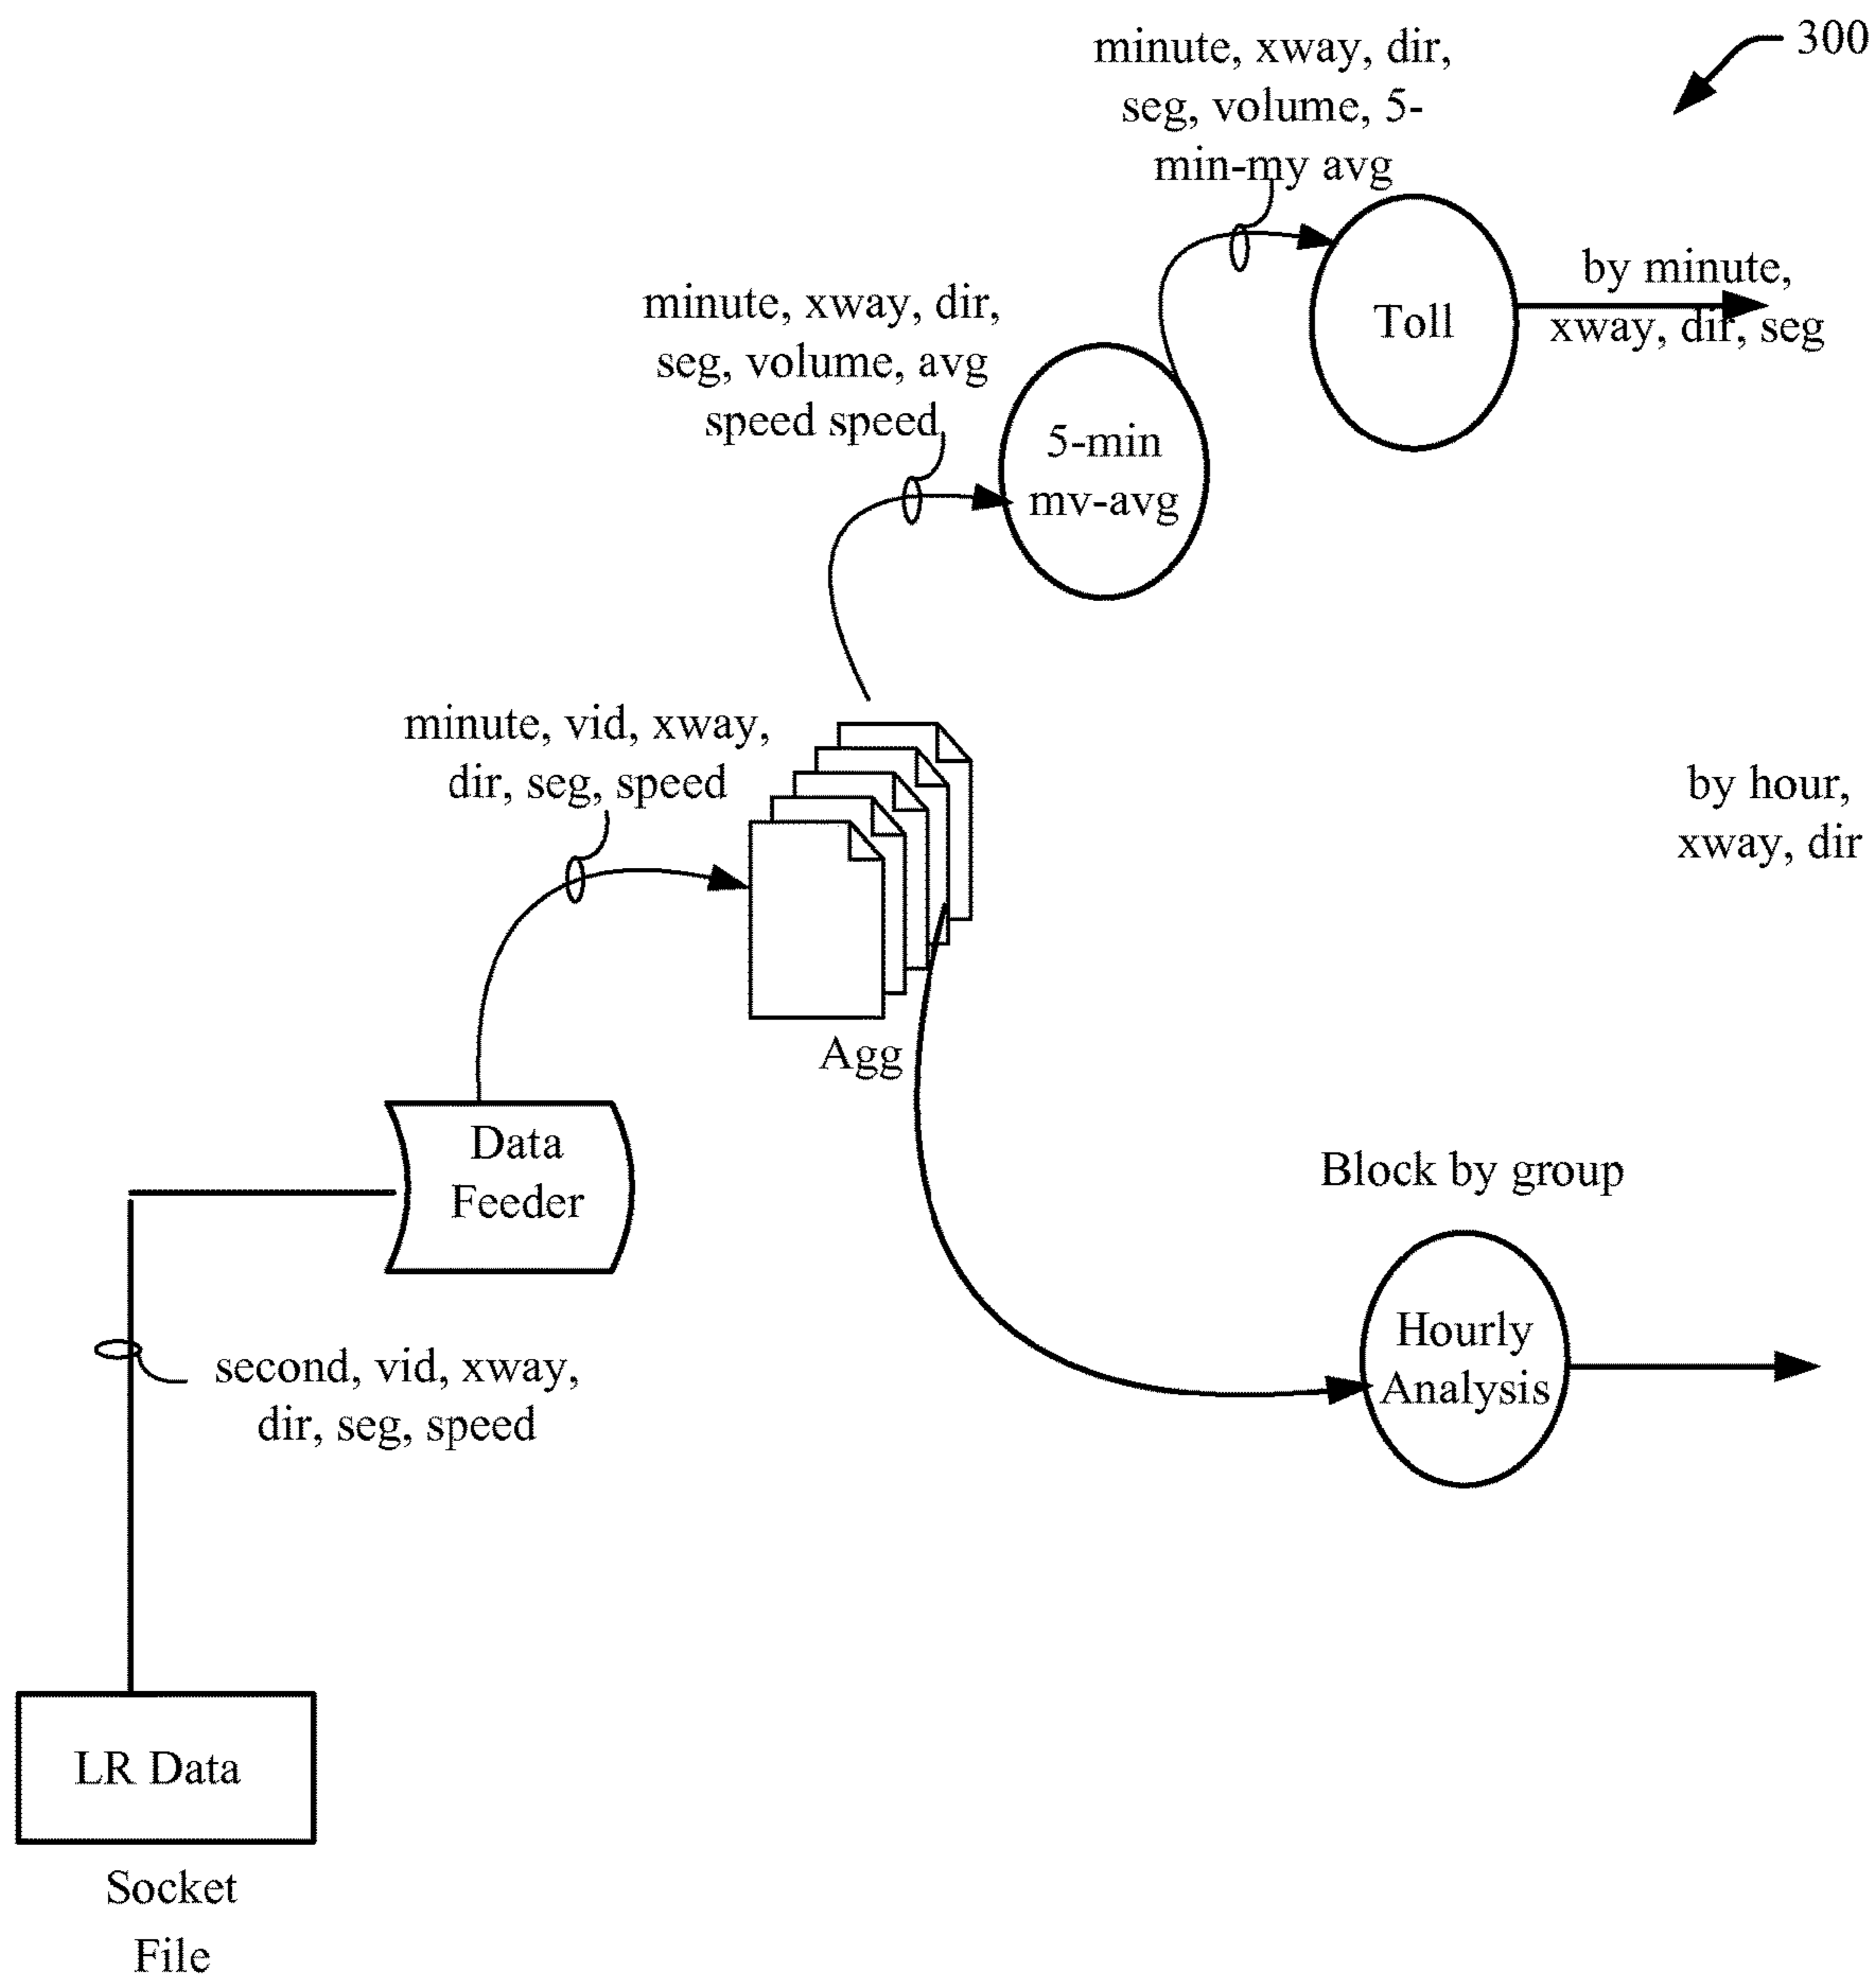 300
minute, xway, dir,
seg, volume, 5-
min-my avg
by minute,
xway, dir, seg
Toll
minute, xway, dir,
seg, volume, avg
speed speed
5-min
mv-avg
minute, vid, xway,
dir, seg, speed
by hour,
xway, dir
Agg
Data
Feeder
Block by group
Hourly
Analysis
second, vid, xway,
dir, seg, speed
LR Data
Socket
File